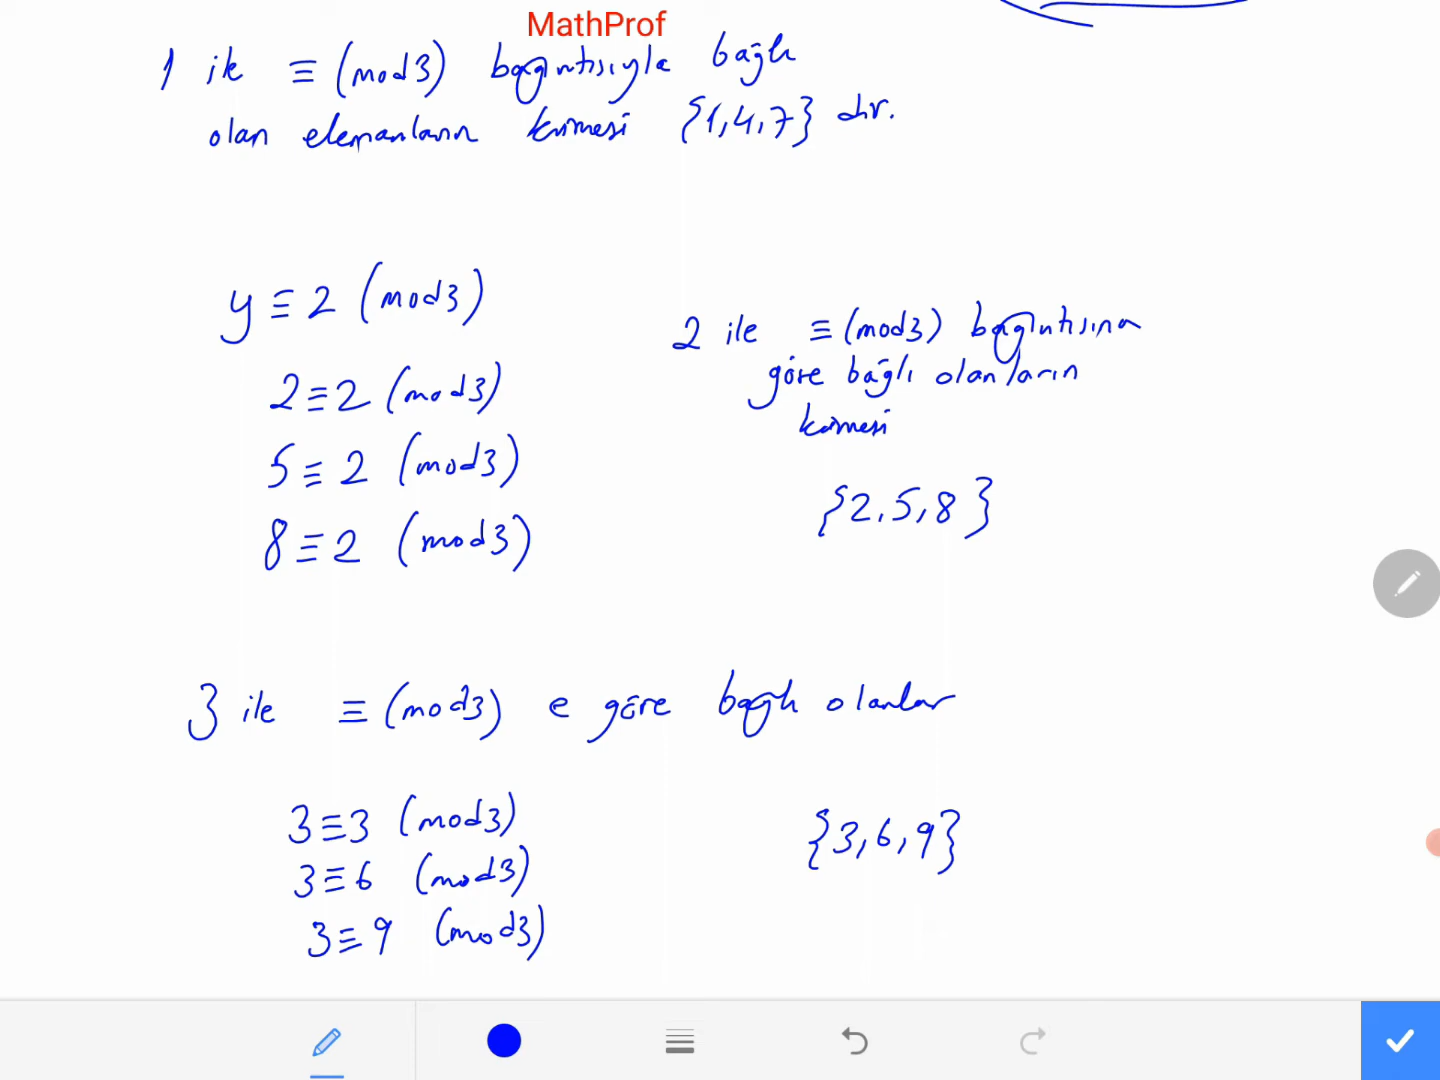 MathProf
1 ile ≡ (mod3) bağıntısıyla bağlı
olan elemanların kümesi {1,4,7} dır.
y ≡ 2 (mod3)
2 ≡ 2 (mod3)
5 ≡ 2 (mod3)
8 ≡ 2 (mod3)
2 ile ≡ (mod3) bağıntısına
göre bağlı olanların
kümesi
{2,5,8}
3 ile ≡ (mod3) e göre bağlı olanlar
3 ≡ 3 (mod3)
3 ≡ 6 (mod3)
3 ≡ 9 (mod3)
{3,6,9}